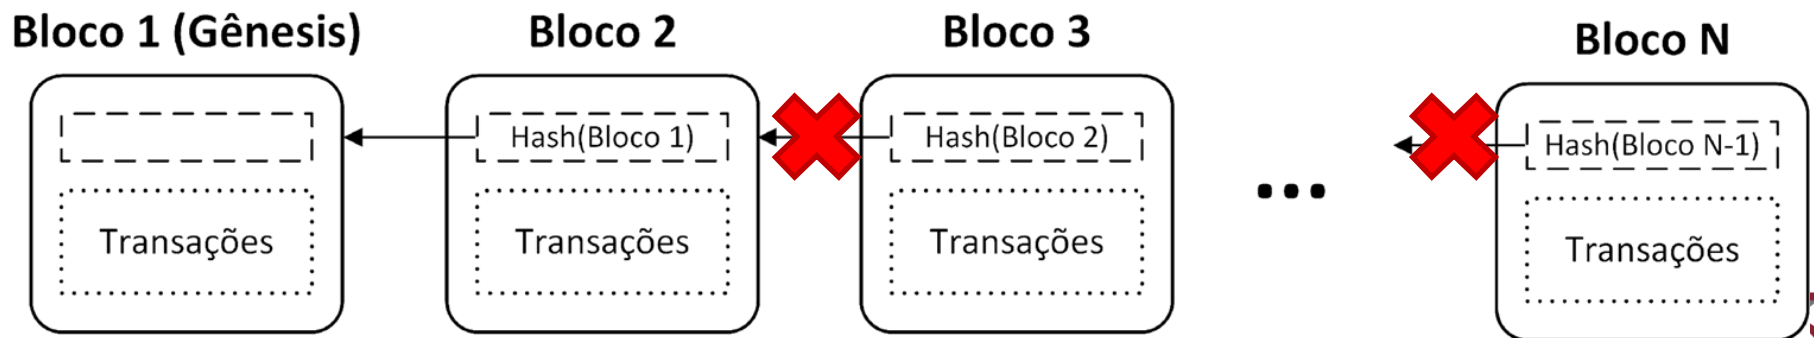 Bloco 1 (Gênesis)
Bloco 2
Bloco 3
Bloco N
Hash(Bloco 1)
Hash(Bloco 2)
Hash(Bloco N-1)
...
Transações
Transações
Transações
Transações